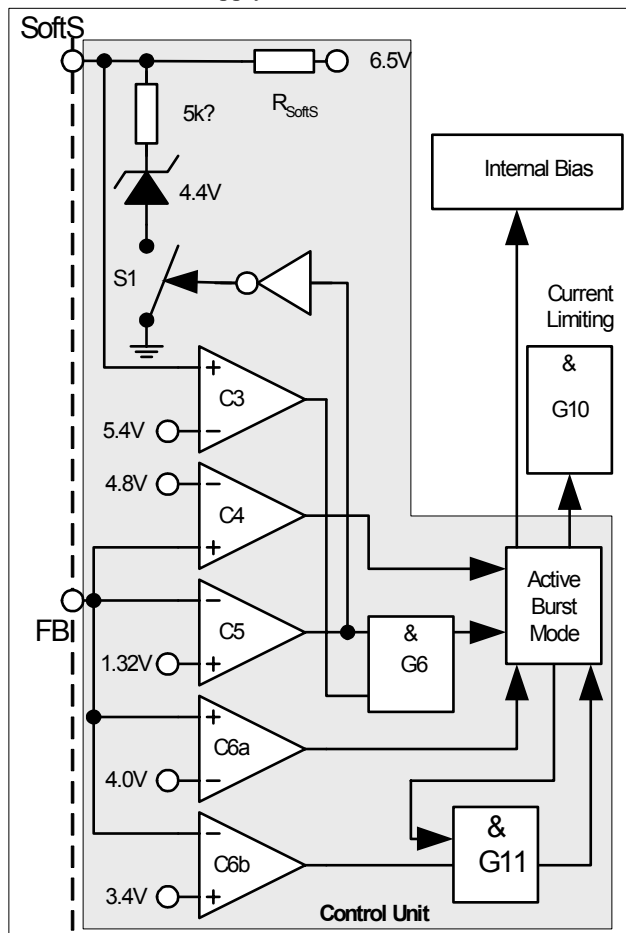 SoftS
6.5V
5k?
RSoftS
4.4V
Internal Bias
S1
Current
Limiting
&
G10
C3
5.4V
4.8V
C4
Active
Burst
Mode
FB
C5
&
G6
1.32V
C6a
4.0V
C6b
&
G11
3.4V
Control Unit